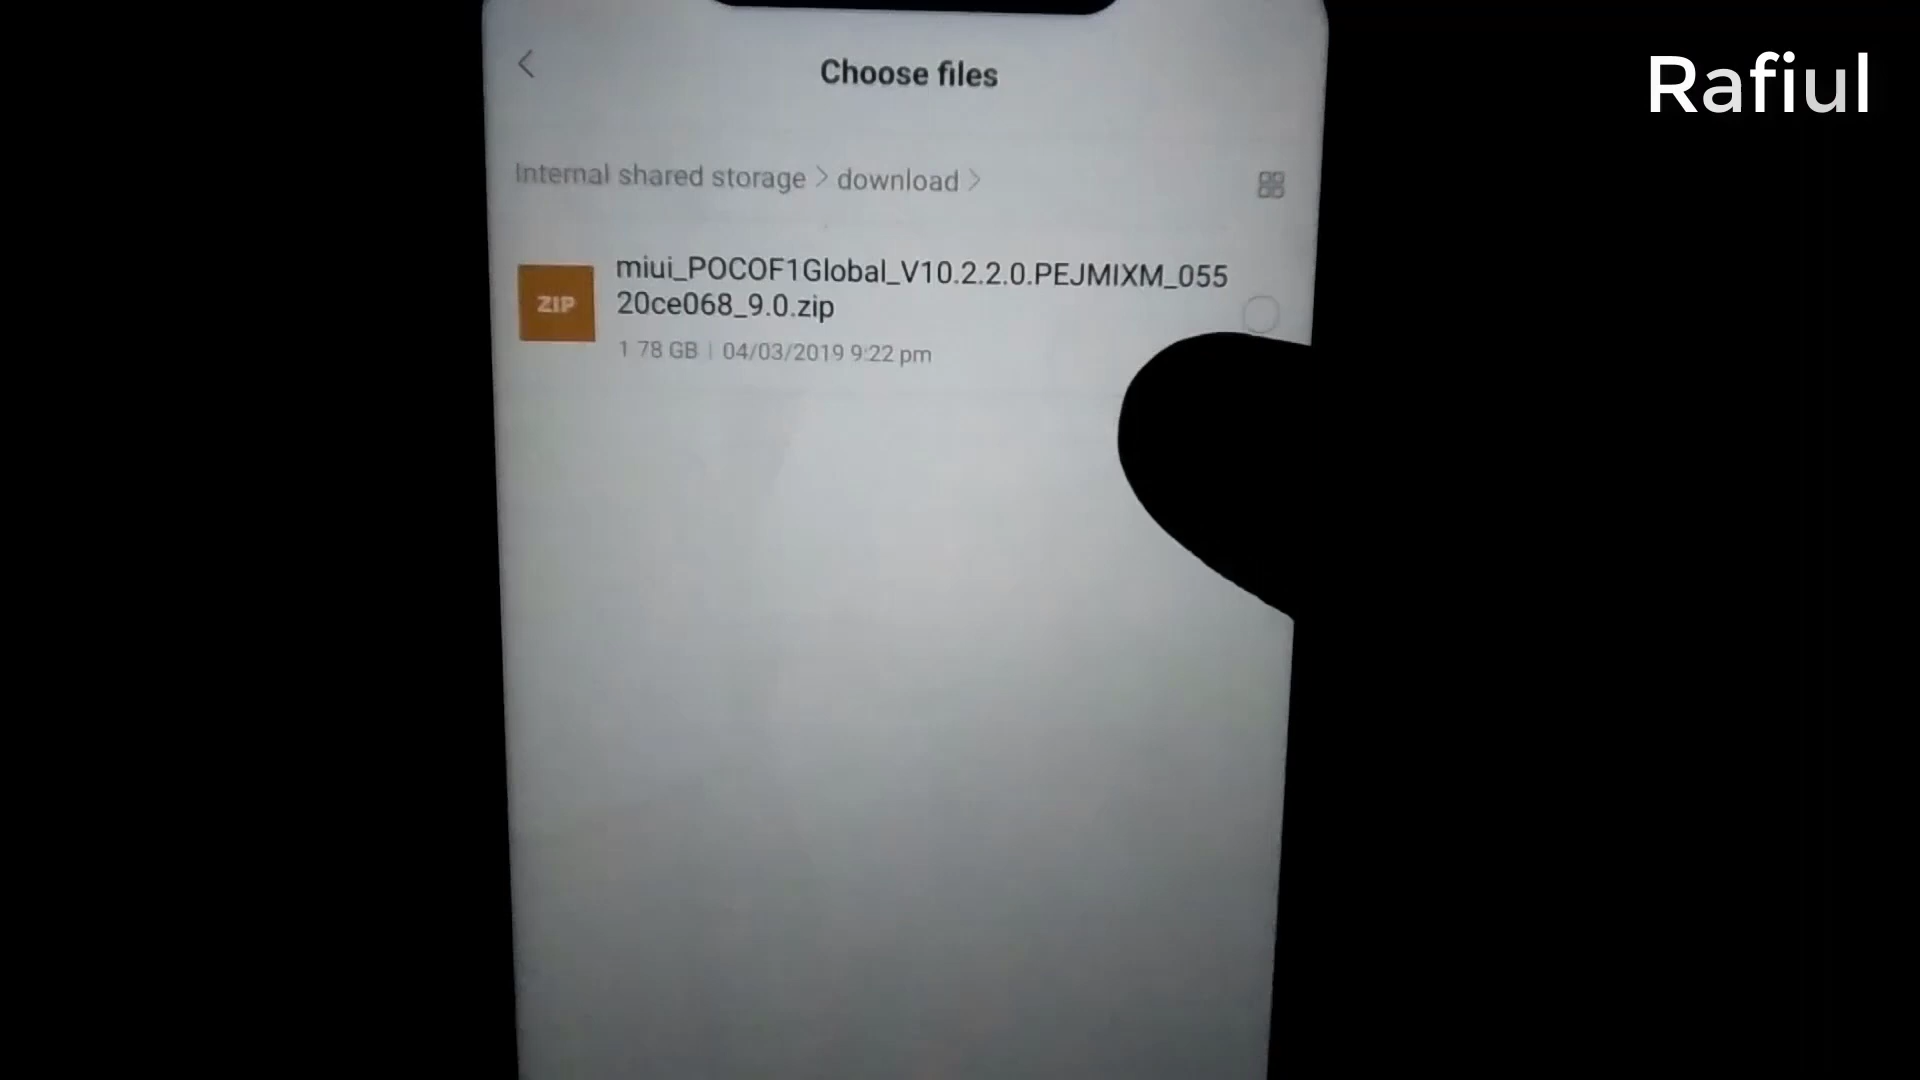 Rafiul
Choose files
Internal shared storage > download >
miui_POCOF1Global_V10.2.2.0.PEJMIXM_055
20ce068_9.0.zip
ZIP
1 78 GB | 04/03/2019 9:22 pm